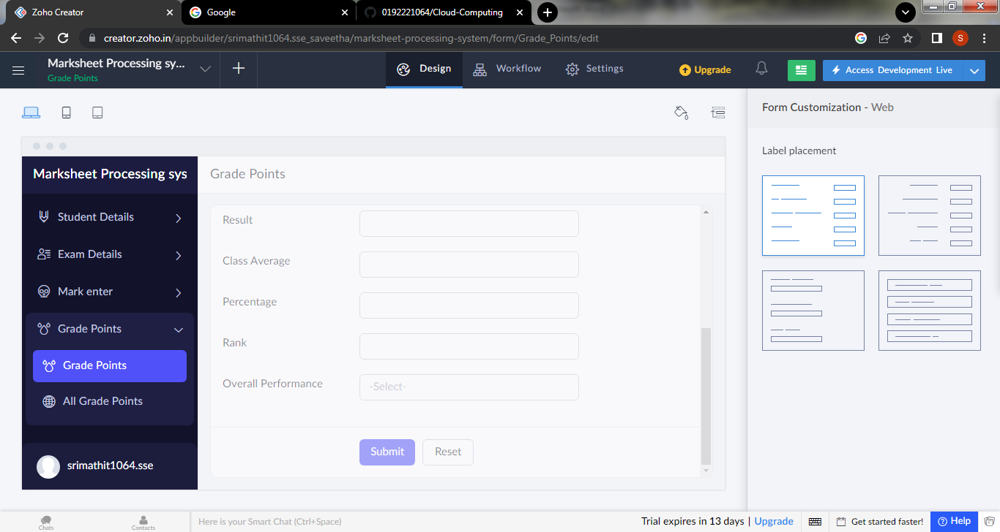 Zoho Creator
Google
0192221064/Cloud-Computing
creator.zoho.in/appbuilder/srimathit1064.sse_saveetha/marksheet-processing-system/form/Grade_Points/edit
S
Marksheet Processing sy...
Grade Points
Design
Workflow
Settings
Upgrade
Access Development Live
Form Customization - Web
Label placement
Marksheet Processing sys
Student Details
Exam Details
Mark enter
Grade Points
Grade Points
All Grade Points
srimathit1064.sse
Grade Points
Result
Class Average
Percentage
Rank
Overall Performance
-Select-
Submit
Reset
Chats
Contacts
Here is your Smart Chat (Ctrl+Space)
Trial expires in 13 days | Upgrade
Get started faster!
Help